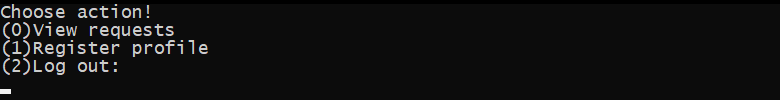 Choose action!
(0)View requests
(1)Register profile
(2)Log out: